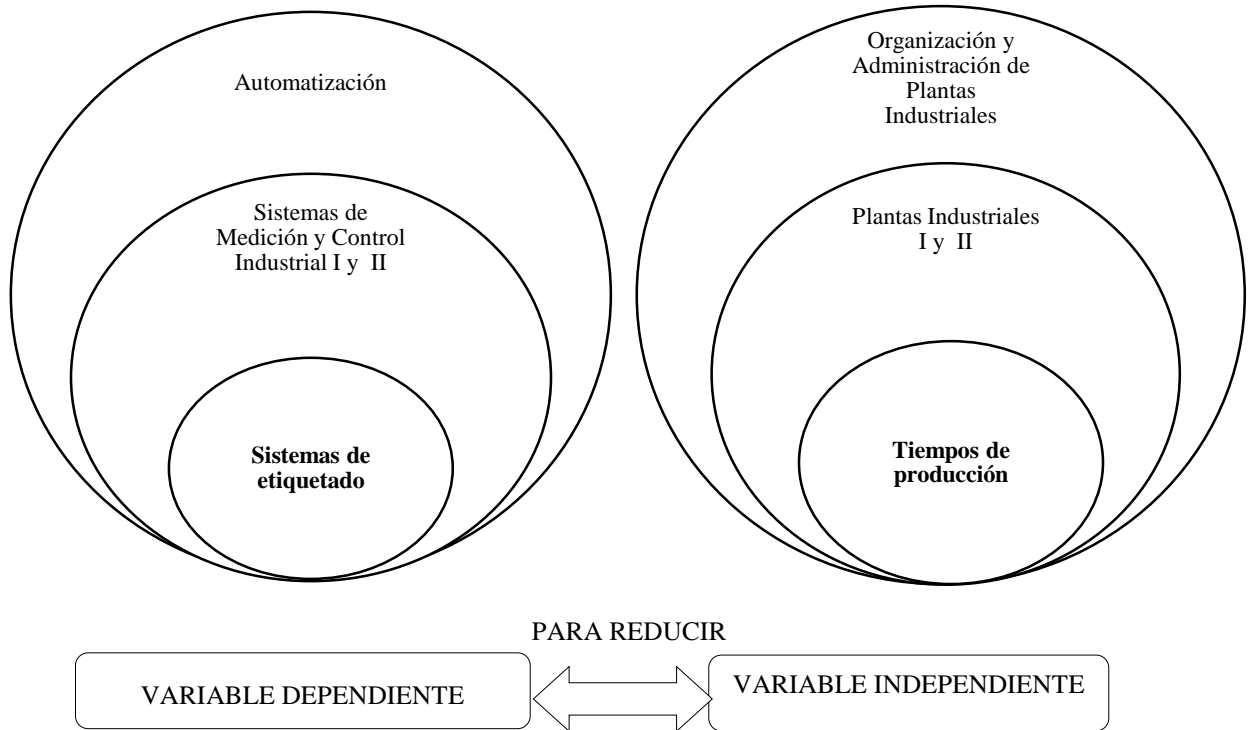 Automatización
Sistemas de
Medición y Control
Industrial I y II
Sistemas de
etiquetado
Organización y
Administración de
Plantas
Industriales
Plantas Industriales
I y II
Tiempos de
producción
PARA REDUCIR
VARIABLE DEPENDIENTE
VARIABLE INDEPENDIENTE